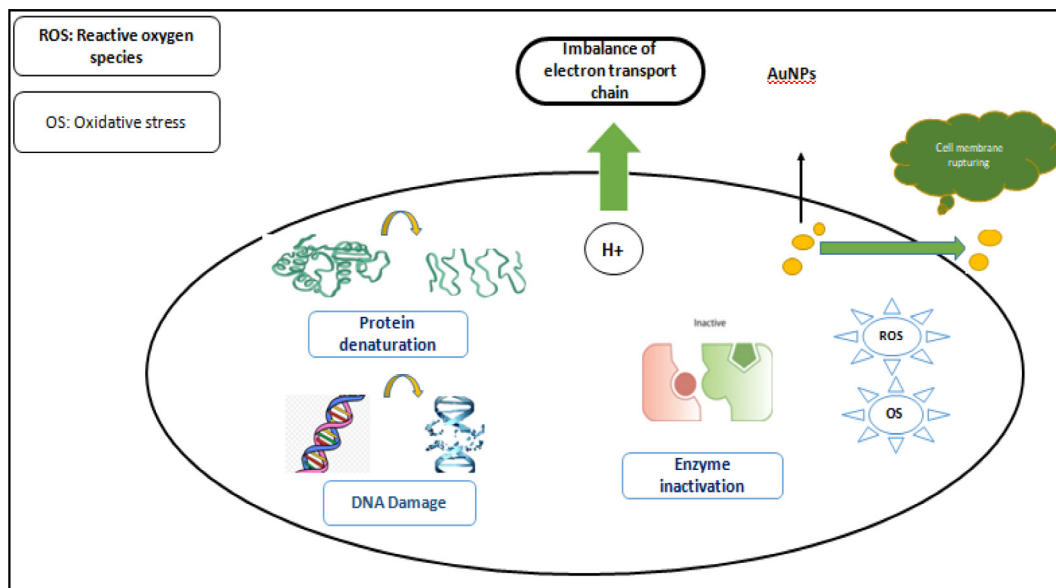 ROS: Reactive oxygen
species
OS: Oxidative stress
Imbalance of
electron transport
chain
AuNPs
Cell membrane
rupturing
H+
Protein
denaturation
Inactive
ROS
OS
Enzyme
inactivation
DNA Damage